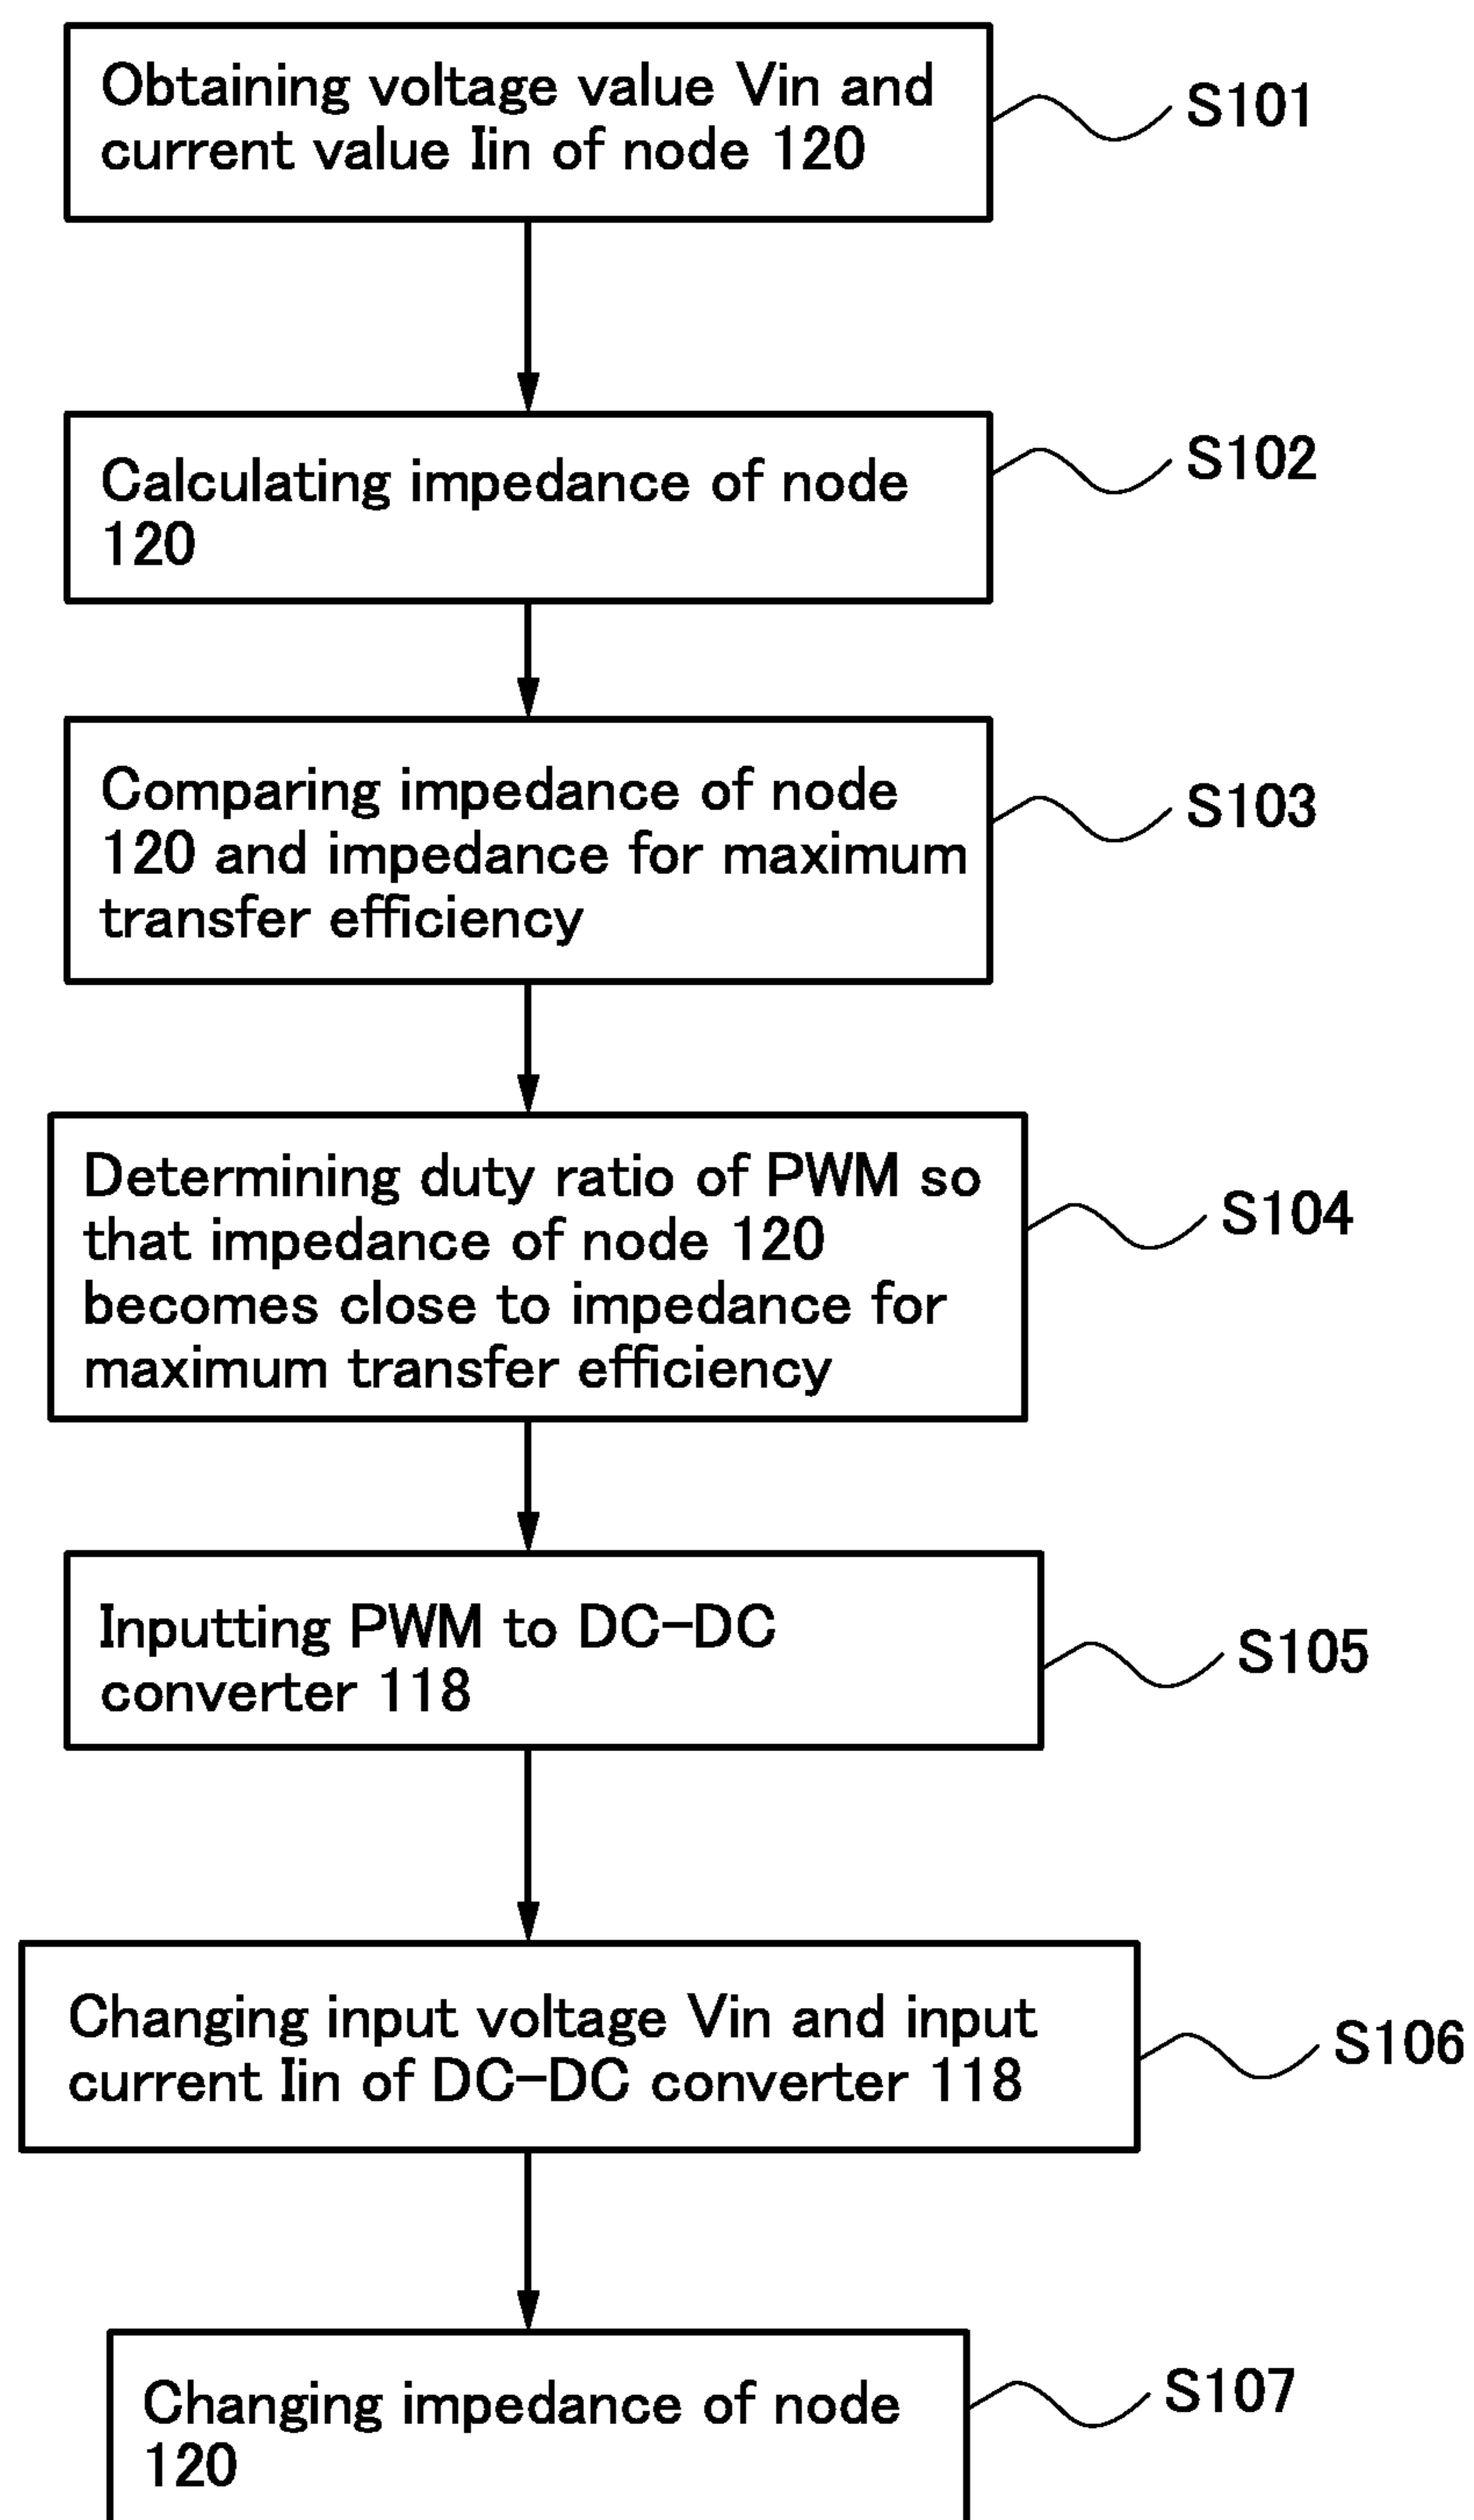 Obtaining voltage value Vin and
current value Iin of node 120
S101
Calculating impedance of node
120
S102
Comparing impedance of node
120 and impedance for maximum
transfer efficiency
S103
Determining duty ratio of PWM so
that impedance of node 120
becomes close to impedance for
maximum transfer efficiency
S104
Inputting PWM to DC-DC
converter 118
S105
Changing input voltage Vin and input
current Iin of DC-DC converter 118
S106
Changing impedance of node
120
S107